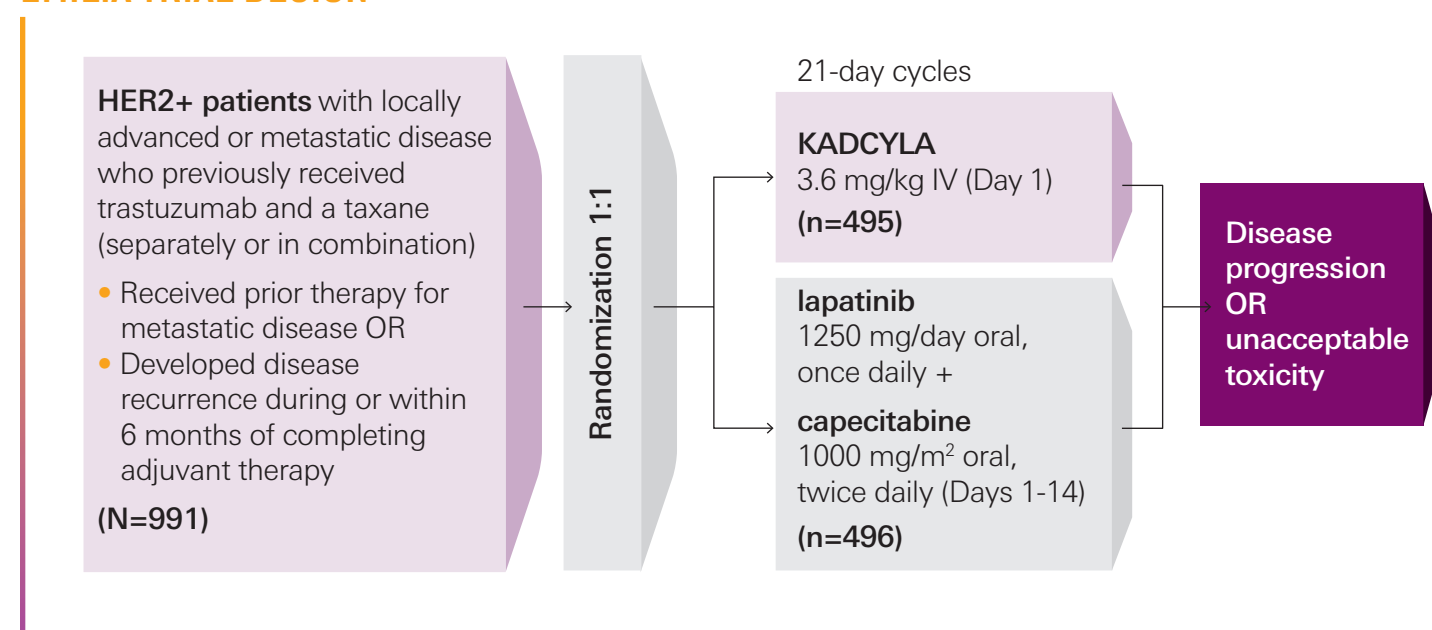 HER2+ patients with locally
advanced or metastatic disease
who previously received
trastuzumab and a taxane
(separately or in combination)
• Received prior therapy for
metastatic disease OR
• Developed disease
recurrence during or within
6 months of completing
adjuvant therapy
(N=991)
Randomization 1:1
21-day cycles
KADCYLA
3.6 mg/kg IV (Day 1)
(n=495)
lapatinib
1250 mg/day oral,
once daily +
capecitabine
1000 mg/m² oral,
twice daily (Days 1-14)
(n=496)
Disease
progression
OR
unacceptable
toxicity